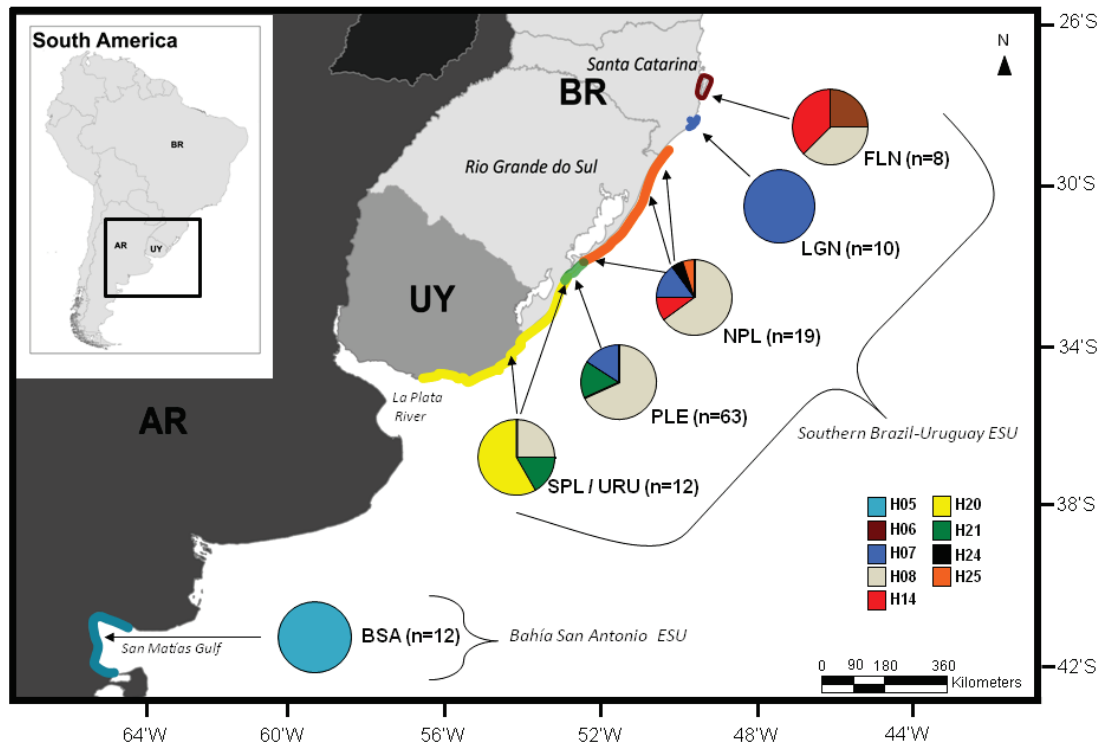 South America
BR
AR
UY
26'S
30'S
34'S
38'S
42'S
N
Santa Catarina
BR
Rio Grande do Sul
UY
AR
La Plata
River
San Matías Gulf
FLN (n=8)
LGN (n=10)
NPL (n=19)
PLE (n=63)
SPL / URU (n=12)
Southern Brazil-Uruguay ESU
BSA (n=12)
Bahía San Antonio ESU
H05
H06
H07
H08
H14
H20
H21
H24
H25
0 90 180 360
Kilometers
64'W 60'W 56'W 52'W 48'W 44'W